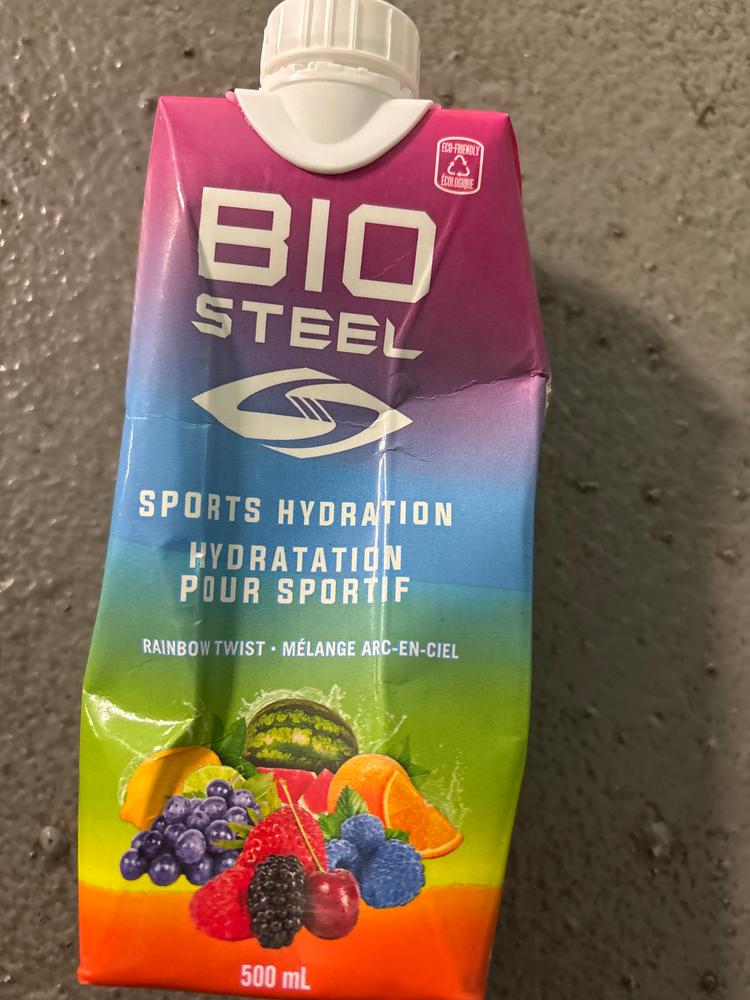 ECO-FRIENDLY
ÉCOLOGIQUE
BIO
STEEL
SPORTS HYDRATION
HYDRATATION
POUR SPORTIF
RAINBOW TWIST • MÉLANGE ARC-EN-CIEL
500 mL